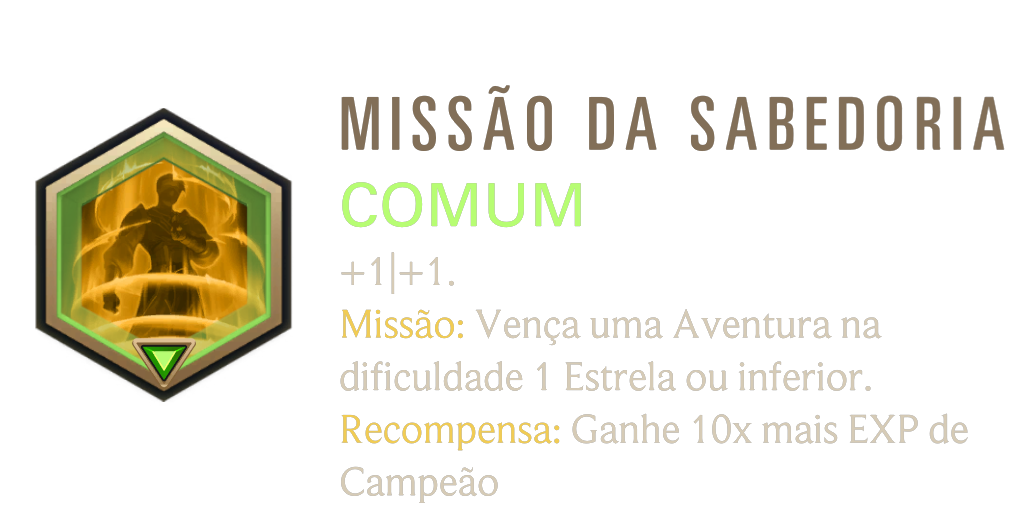 MISSÃO DA SABEDORIA
COMUM
+1|+1.
Missão: Vença uma Aventura na
dificuldade 1 Estrela ou inferior.
Recompensa: Ganhe 10x mais EXP de
Campeão